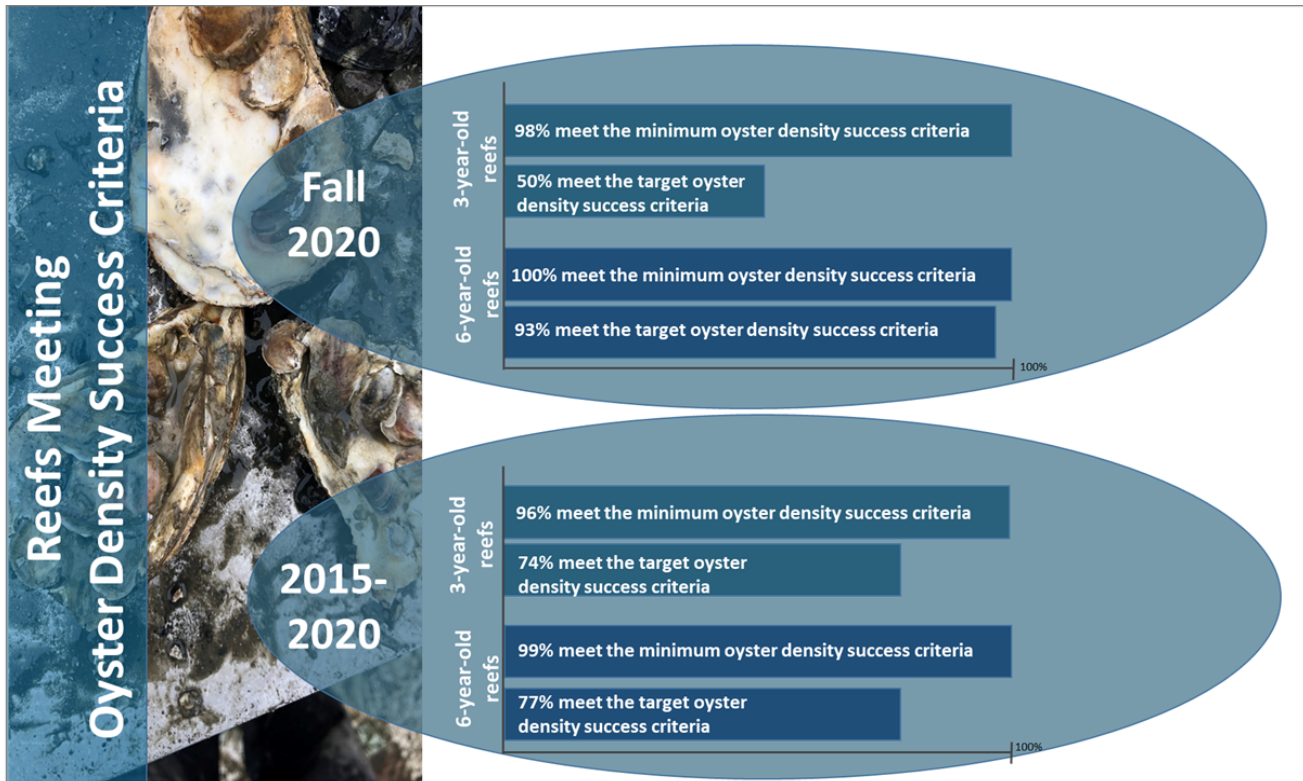 Reefs Meeting
Oyster Density Success Criteria
Fall
2020
3-year-old
reefs
98% meet the minimum oyster density success criteria
50% meet the target oyster
density success criteria
6-year-old
reefs
100% meet the minimum oyster density success criteria
93% meet the target oyster density success criteria
100%
2015-
2020
3-year-old
reefs
96% meet the minimum oyster density success criteria
74% meet the target oyster
density success criteria
6-year-old
reefs
99% meet the minimum oyster density success criteria
77% meet the target oyster
density success criteria
100%